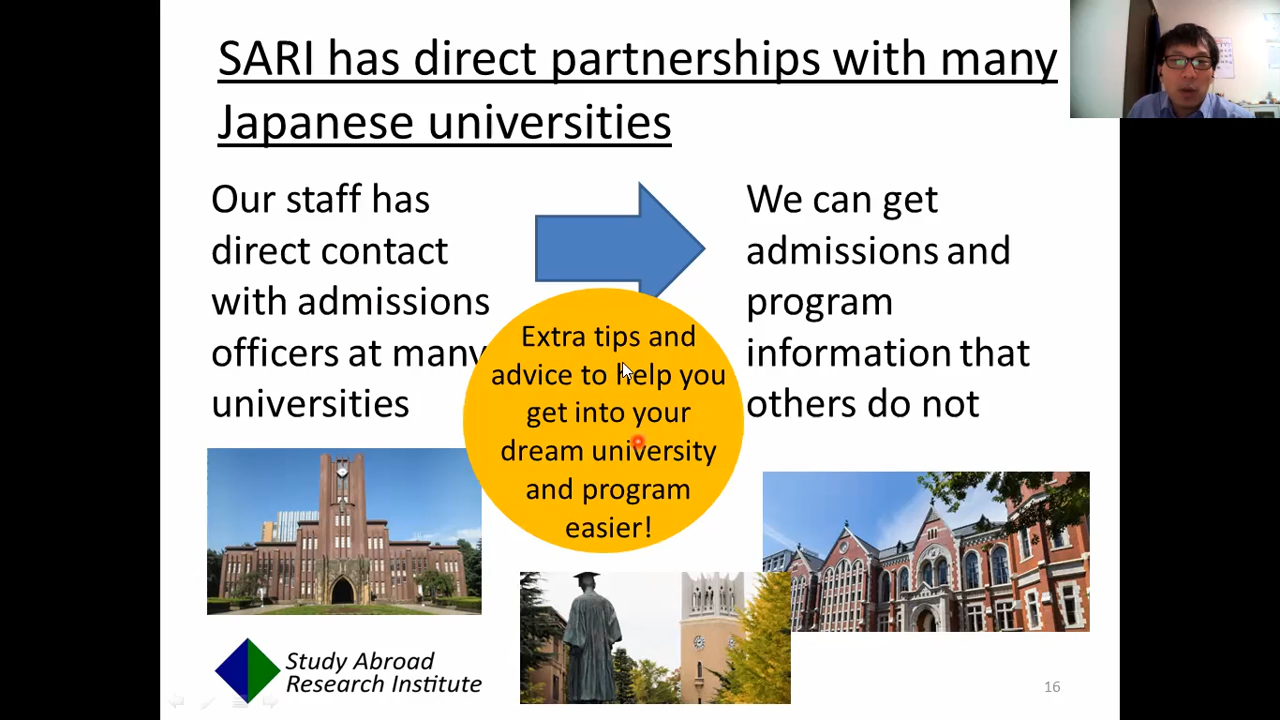 SARI has direct partnerships with many
Japanese universities
Our staff has
direct contact
with admissions
officers at many
universities
Extra tips and
advice to help you
get into your
dream university
and program
easier!
We can get
admissions and
program
information that
others do not
Study Abroad
Research Institute
16